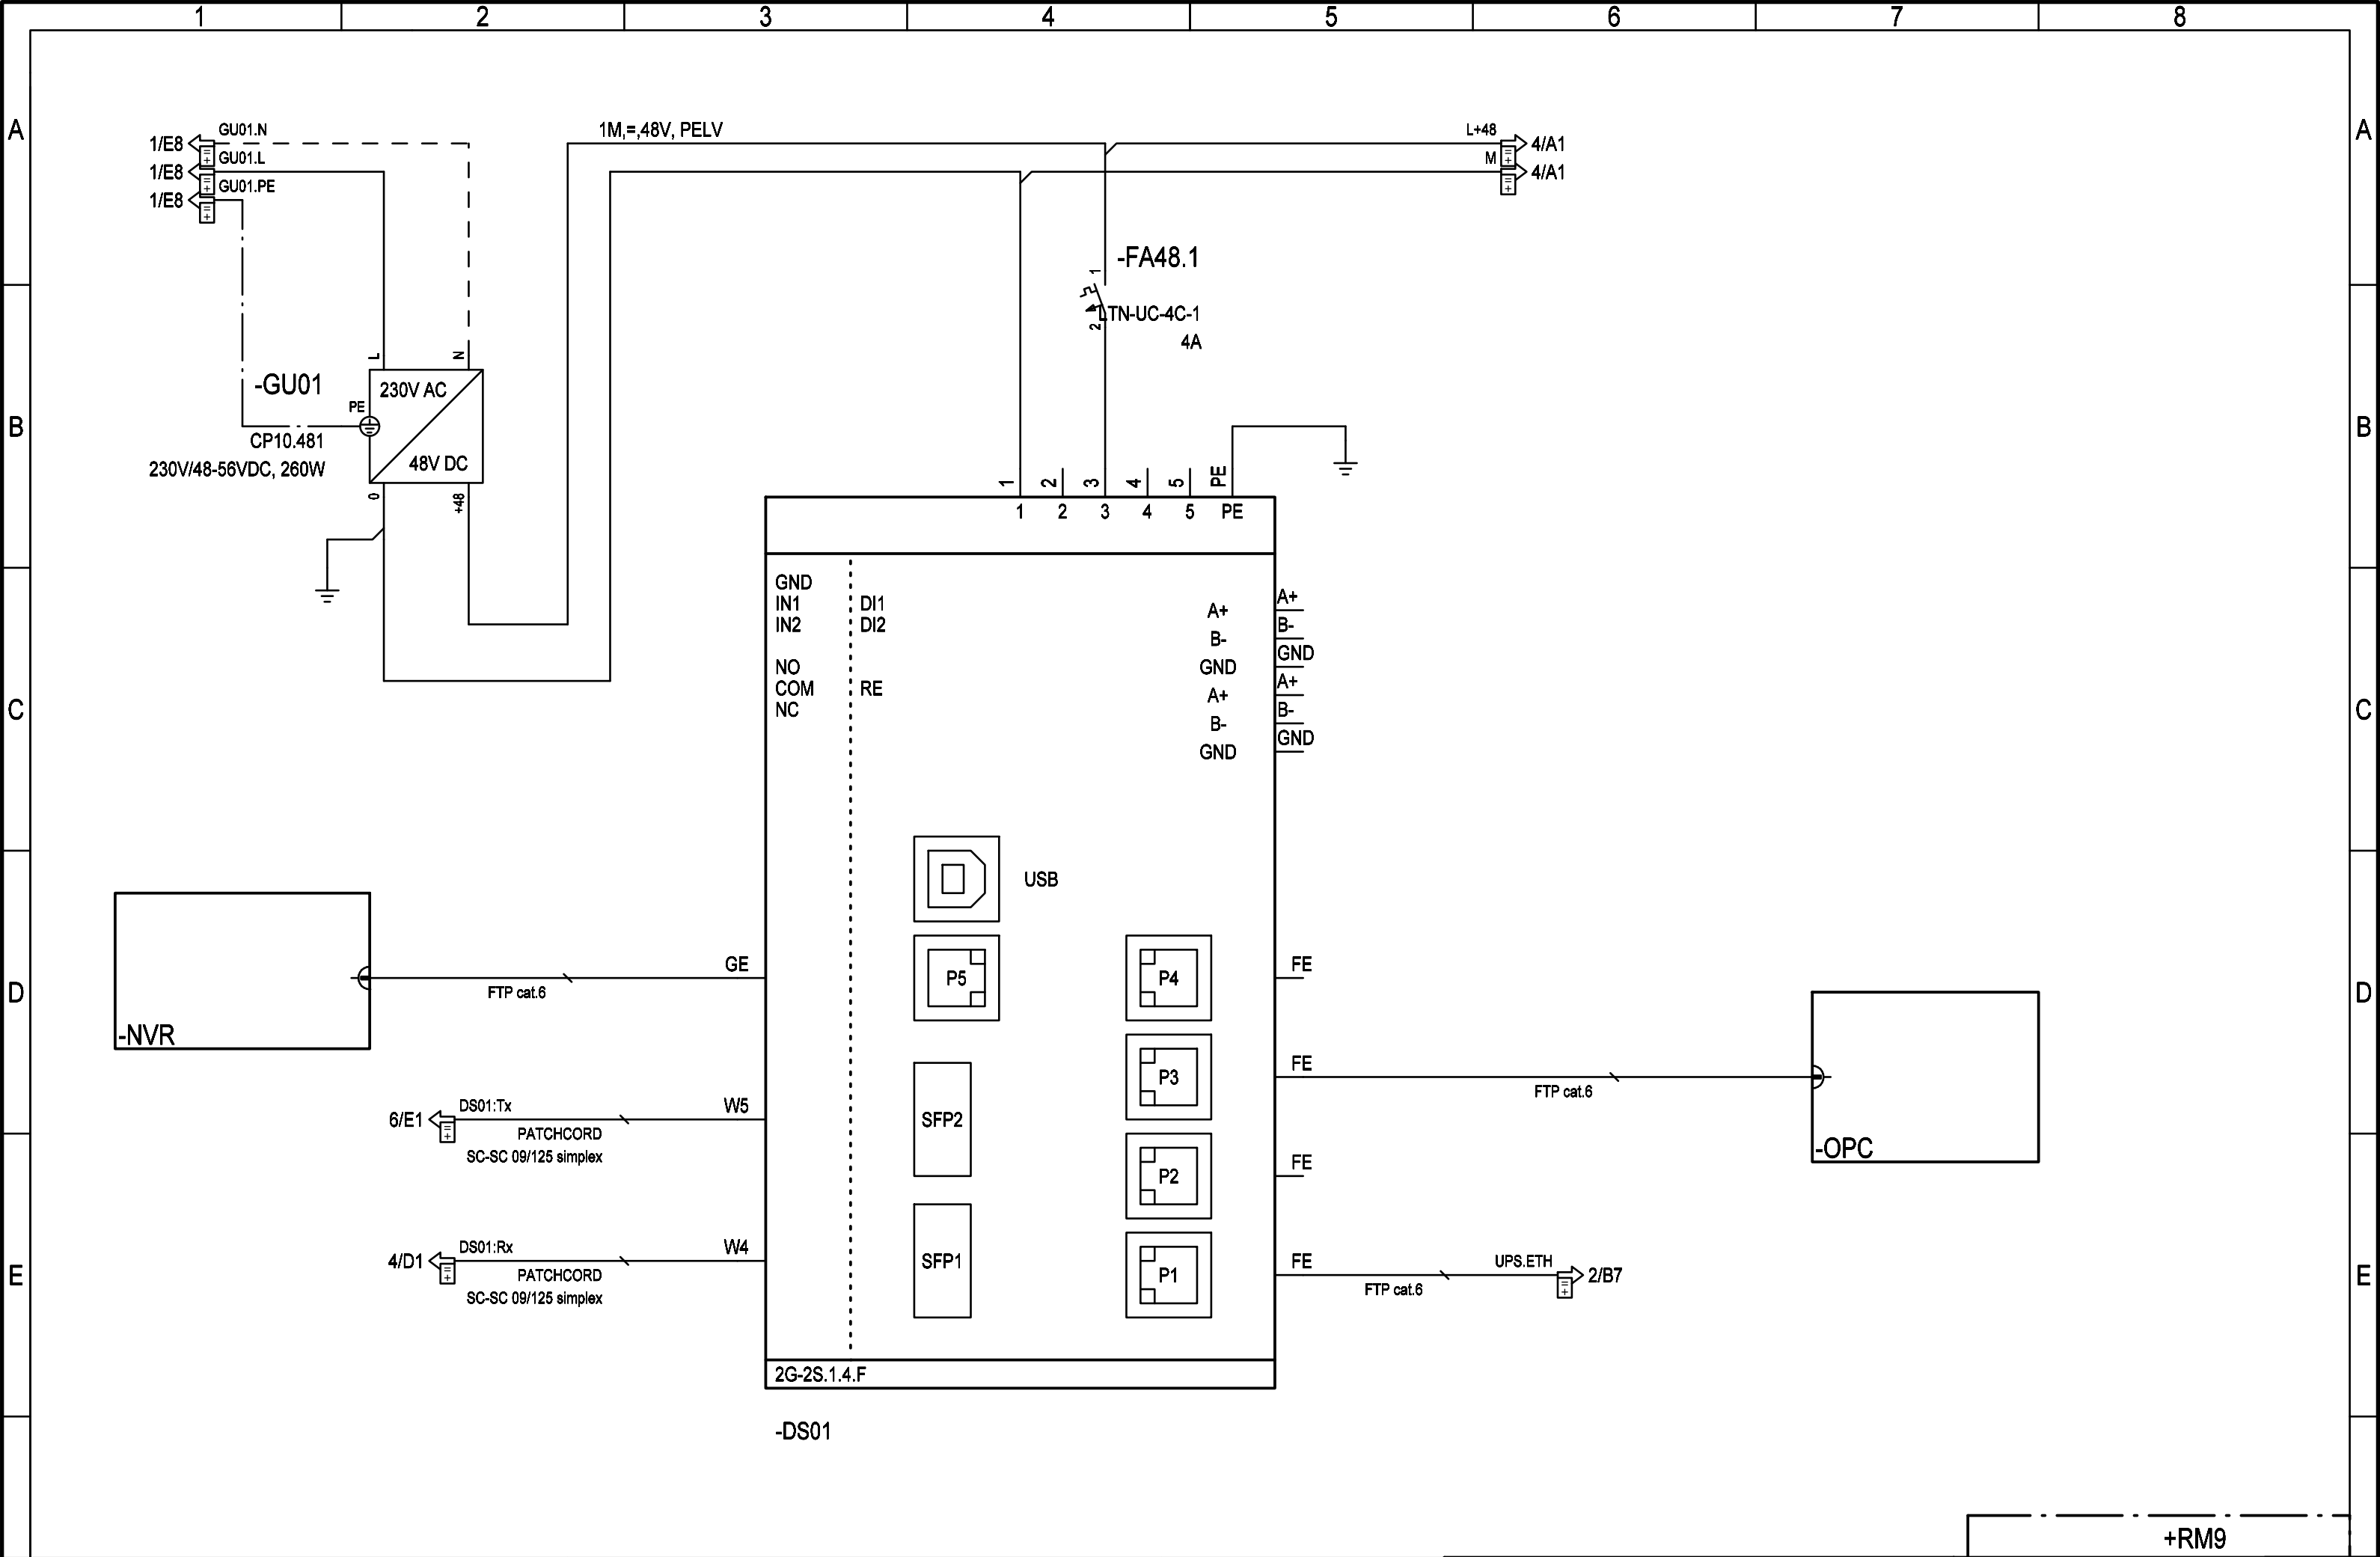 1 2 3 4 5 6 7 8
A A
GU01.N
1M,=,48V, PELV
L+48
1/E8
4/A1
GU01.L
M
1/E8
4/A1
GU01.PE
1/E8
-FA48.1
1
LTN-UC-4C-1
2
4A
L N
-GU01
230V AC
PE
B B
CP10.481
48V DC
230V/48-56VDC, 260W
0 +48
1 2 3 4 5 PE
1 2 3 4 5 PE
GND
IN1 DI1
IN2 DI2
NO
COM RE
NC
A+ A+
B- B-
GND GND
A+ A+
B- B-
GND GND
C C
USB
GE
P5
P4
FE
FTP cat.6
D D
-NVR
P3
FE
FTP cat.6
6/E1
DS01:Tx
W5
PATCHCORD
SC-SC 09/125 simplex
SFP2
-OPC
P2
FE
4/D1
DS01:Rx
W4
PATCHCORD
SC-SC 09/125 simplex
SFP1
P1
FE
UPS.ETH
2/B7
FTP cat.6
E E
2G-2S.1.4.F
-DS01
+RM9